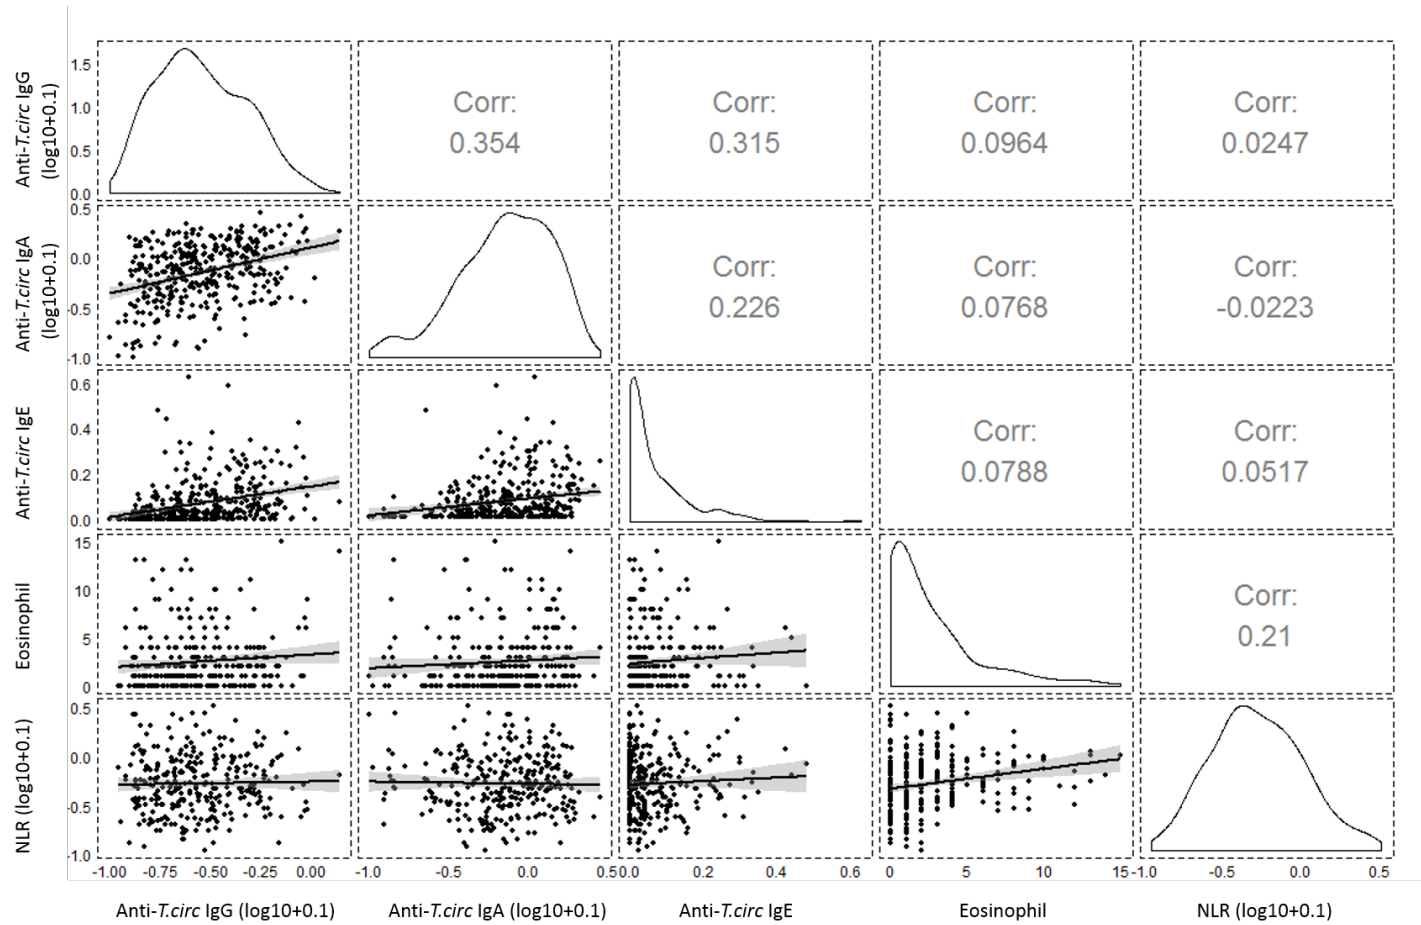 Anti-T.circ IgG
(log10+0.1)
1.5
1.0
0.5
0.0
Corr:
0.354
Corr:
0.315
Corr:
0.0964
Corr:
0.0247
Anti-T.circ IgA
(log10+0.1)
0.5
0.0
-0.5
-1.0
Corr:
0.226
Corr:
0.0768
Corr:
-0.0223
Anti-T.circ IgE
0.6
0.4
0.2
0.0
Corr:
0.0788
Corr:
0.0517
Eosinophil
15
10
5
0
Corr:
0.21
NLR (log10+0.1)
0.5
0.0
-0.5
-1.0
-1.00 -0.75 -0.50 -0.25 0.00 -1.0 -0.5 0.0 0.5 0.0 0.2 0.4 0.6 0 5 10 15 -1.0 -0.5 0.0 0.5
Anti-T.circ IgG (log10+0.1) Anti-T.circ IgA (log10+0.1) Anti-T.circ IgE Eosinophil NLR (log10+0.1)